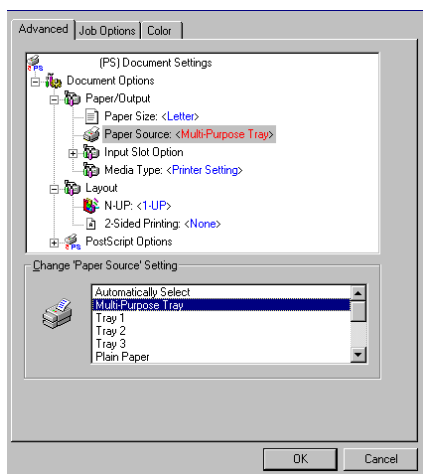 Advanced
Job Options
Color
(PS) Document Settings
Document Options
Paper/Output
Paper Size: <Letter>
Paper Source: <Multi-Purpose Tray>
Input Slot Option
Media Type: <Printer Setting>
Layout
N-UP: <1-UP>
2-Sided Printing: <None>
PostScript Options
Change 'Paper Source' Setting
Automatically Select
Multi-Purpose Tray
Tray 1
Tray 2
Tray 3
Plain Paper
OK
Cancel